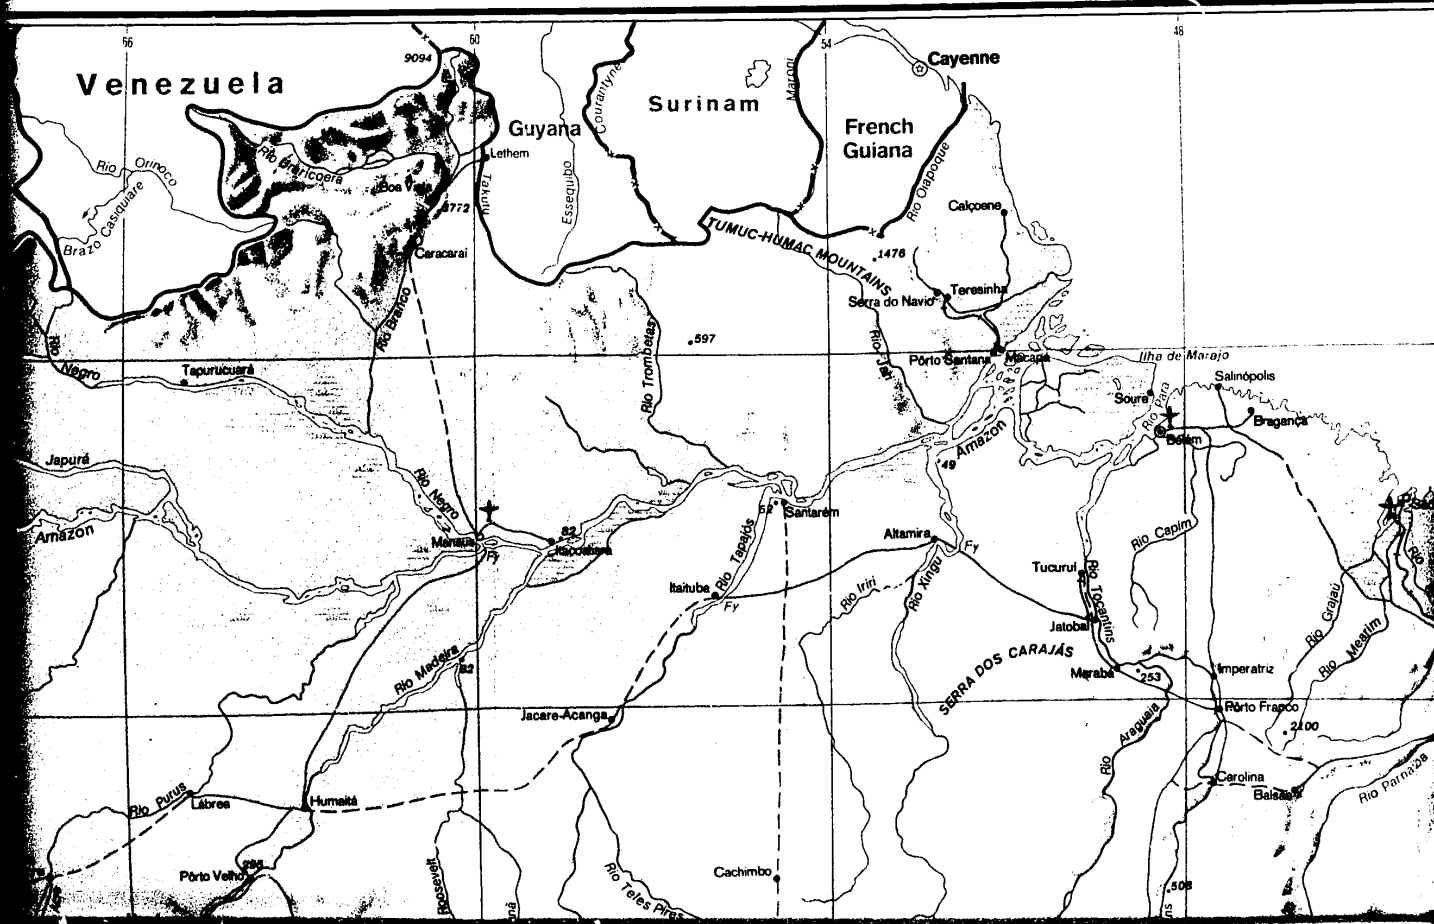 66
60
54
48
9094
Cayenne
Venezuela
Surinam
Maroni
Courantyne
Guyana
French
Guiana
Lethem
Rio Orinoco
Rio Uraricoera
Boa Vista
Takutu
Essequibo
Rio Oiapoque
Brazo Casiquiare
3772
Calçoene
TUMUC-HUMAC MOUNTAINS
Caracaraí
1476
Rio Branco
Serra do Navio
Teresinha
Rio Negro
597
Rio Trombetas
Rio Jari
Pôrto Santana
Macapá
Ilha de Marajo
Tapurucuará
Salinópolis
Soure
Rio Pará
Bragança
Belém
Amazon
49
Japurá
Rio Negro
52
Santarém
Amazon
Manaus
Fy
82
Itacoatiara
Rio Tapajós
Altamira
Fy
Rio Capim
Rio
Tucuruí
Itaituba
Fy
Rio Iriri
Rio Xingu
Rio Tocantins
Rio Grajaú
Jatobal
Rio Mearim
Rio Madeira
82
SERRA DOS CARAJÁS
Marabá
253
Imperatriz
Jacare-Acanga
Pôrto Franco
2100
Rio Araguaia
Rio Purus
Lábrea
Humaitá
Carolina
Balsas
Rio Parnaíba
Pôrto Velho
Roosevelt
Rio Teles Pires
Cachimbo
508